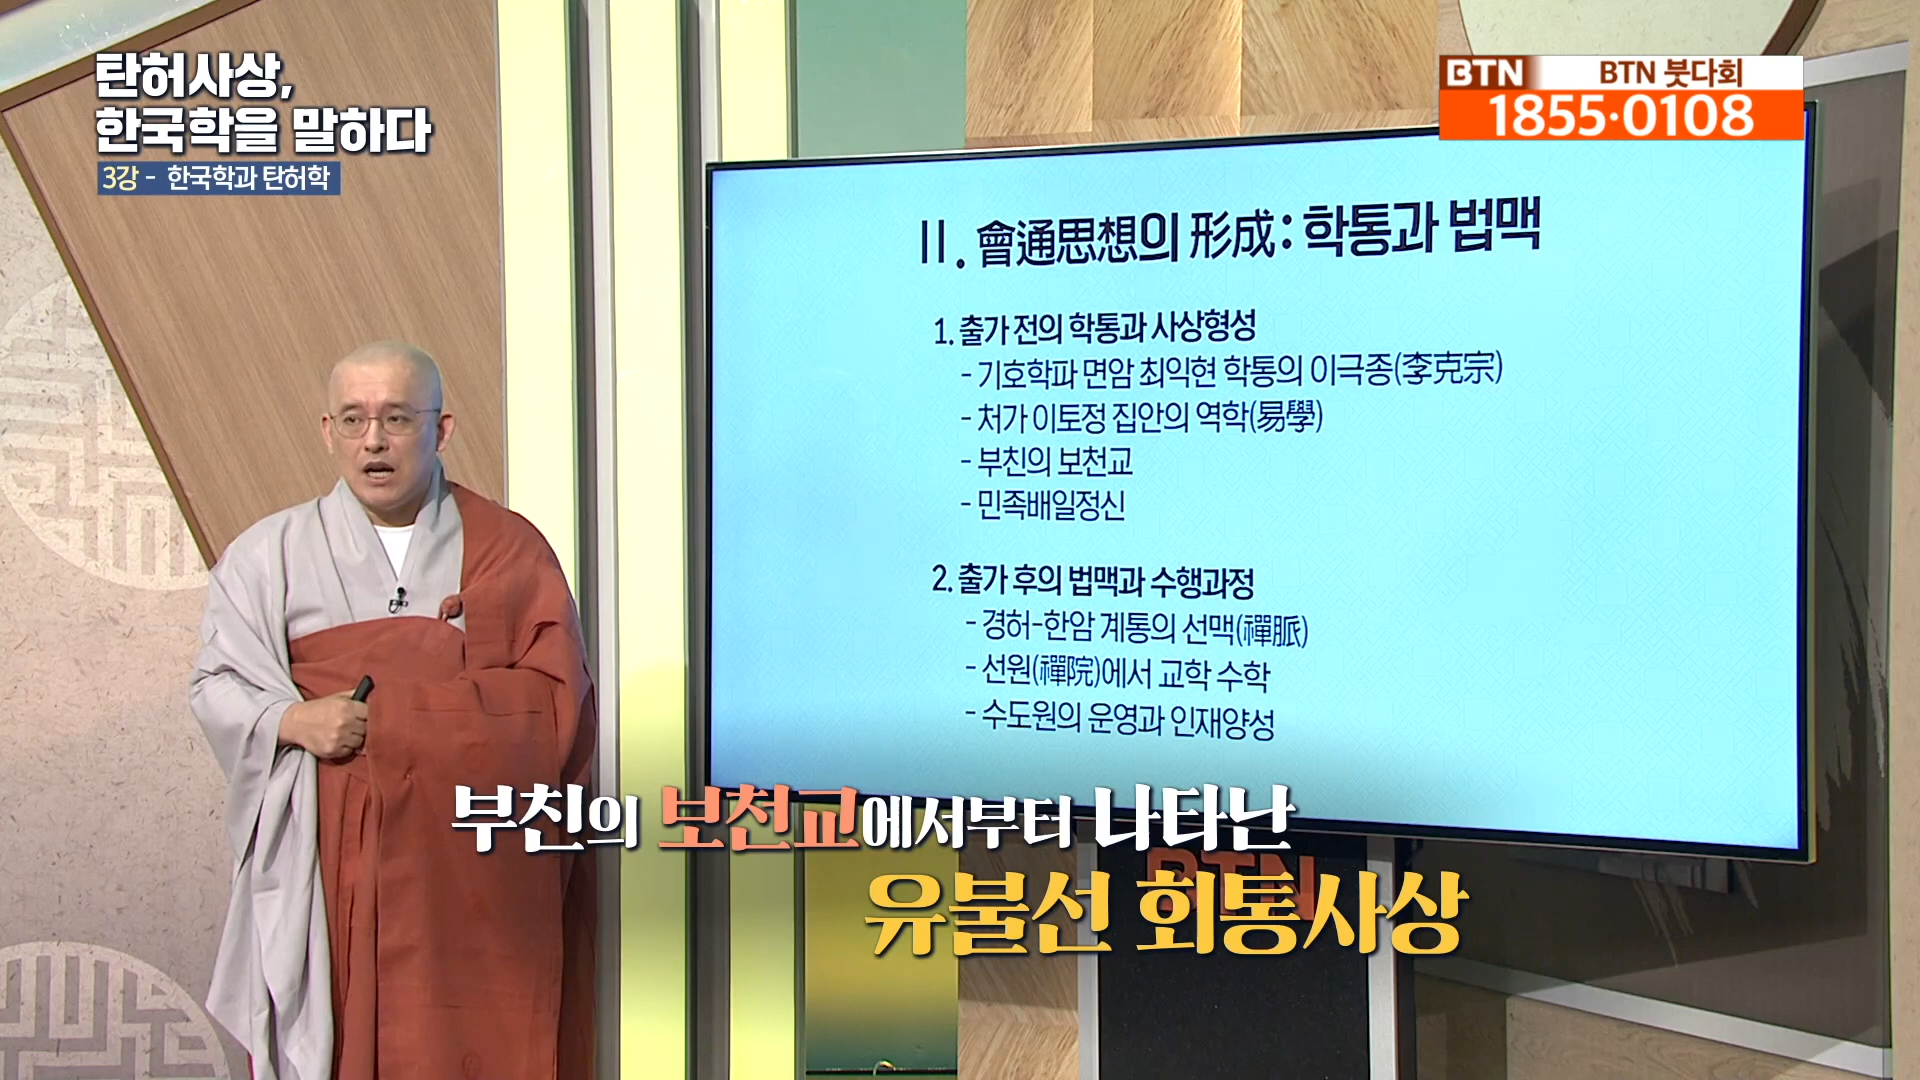 탄허사상,
한국학을 말하다
3강 - 한국학과 탄허학
BTN BTN 붓다회
1855·0108
II. 會通思想의 形成 : 학통과 법맥
1. 출가 전의 학통과 사상형성
- 기호학파 면암 최익현 학통의 이극종(李克宗)
- 처가 이토정 집안의 역학(易學)
- 부친의 보천교
- 민족배일정신
2. 출가 후의 법맥과 수행과정
- 경허-한암 계통의 선맥(禪脈)
- 선원(禪院)에서 교학 수학
- 수도원의 운영과 인재양성
부친의 보천교에서부터 나타난
유불선 회통사상
BTN